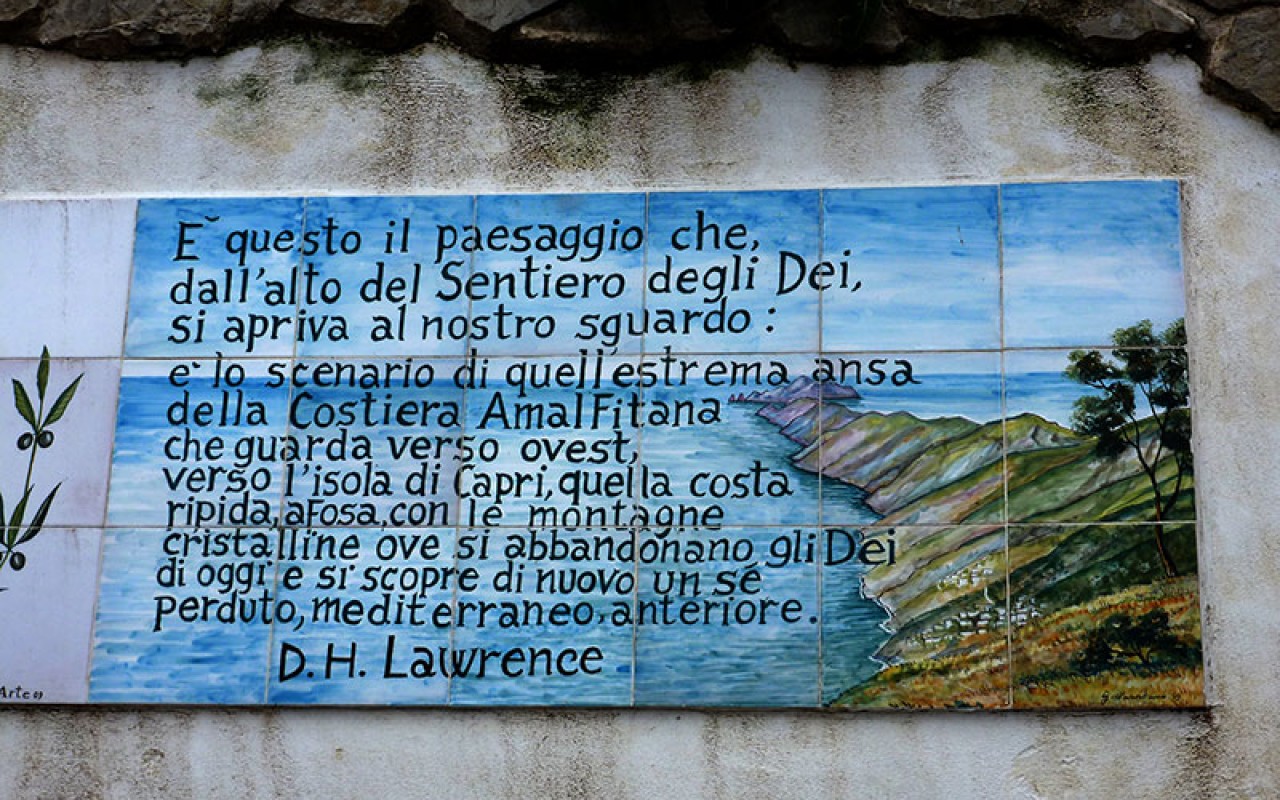 E` questo il paesaggio che,
dall'alto del Sentiero degli Dei,
si apriva al nostro sguardo :
e` lo scenario di quell'estrema ansa
della Costiera Amalfitana
che guarda verso ovest,
verso l'isola di Capri, quella costa
ripida, afosa, con le montagne
cristalline ove si abbandonano gli Dei
di oggi e si scopre di nuovo un sé
perduto, mediterraneo, anteriore.
D.H. Lawrence
Arte